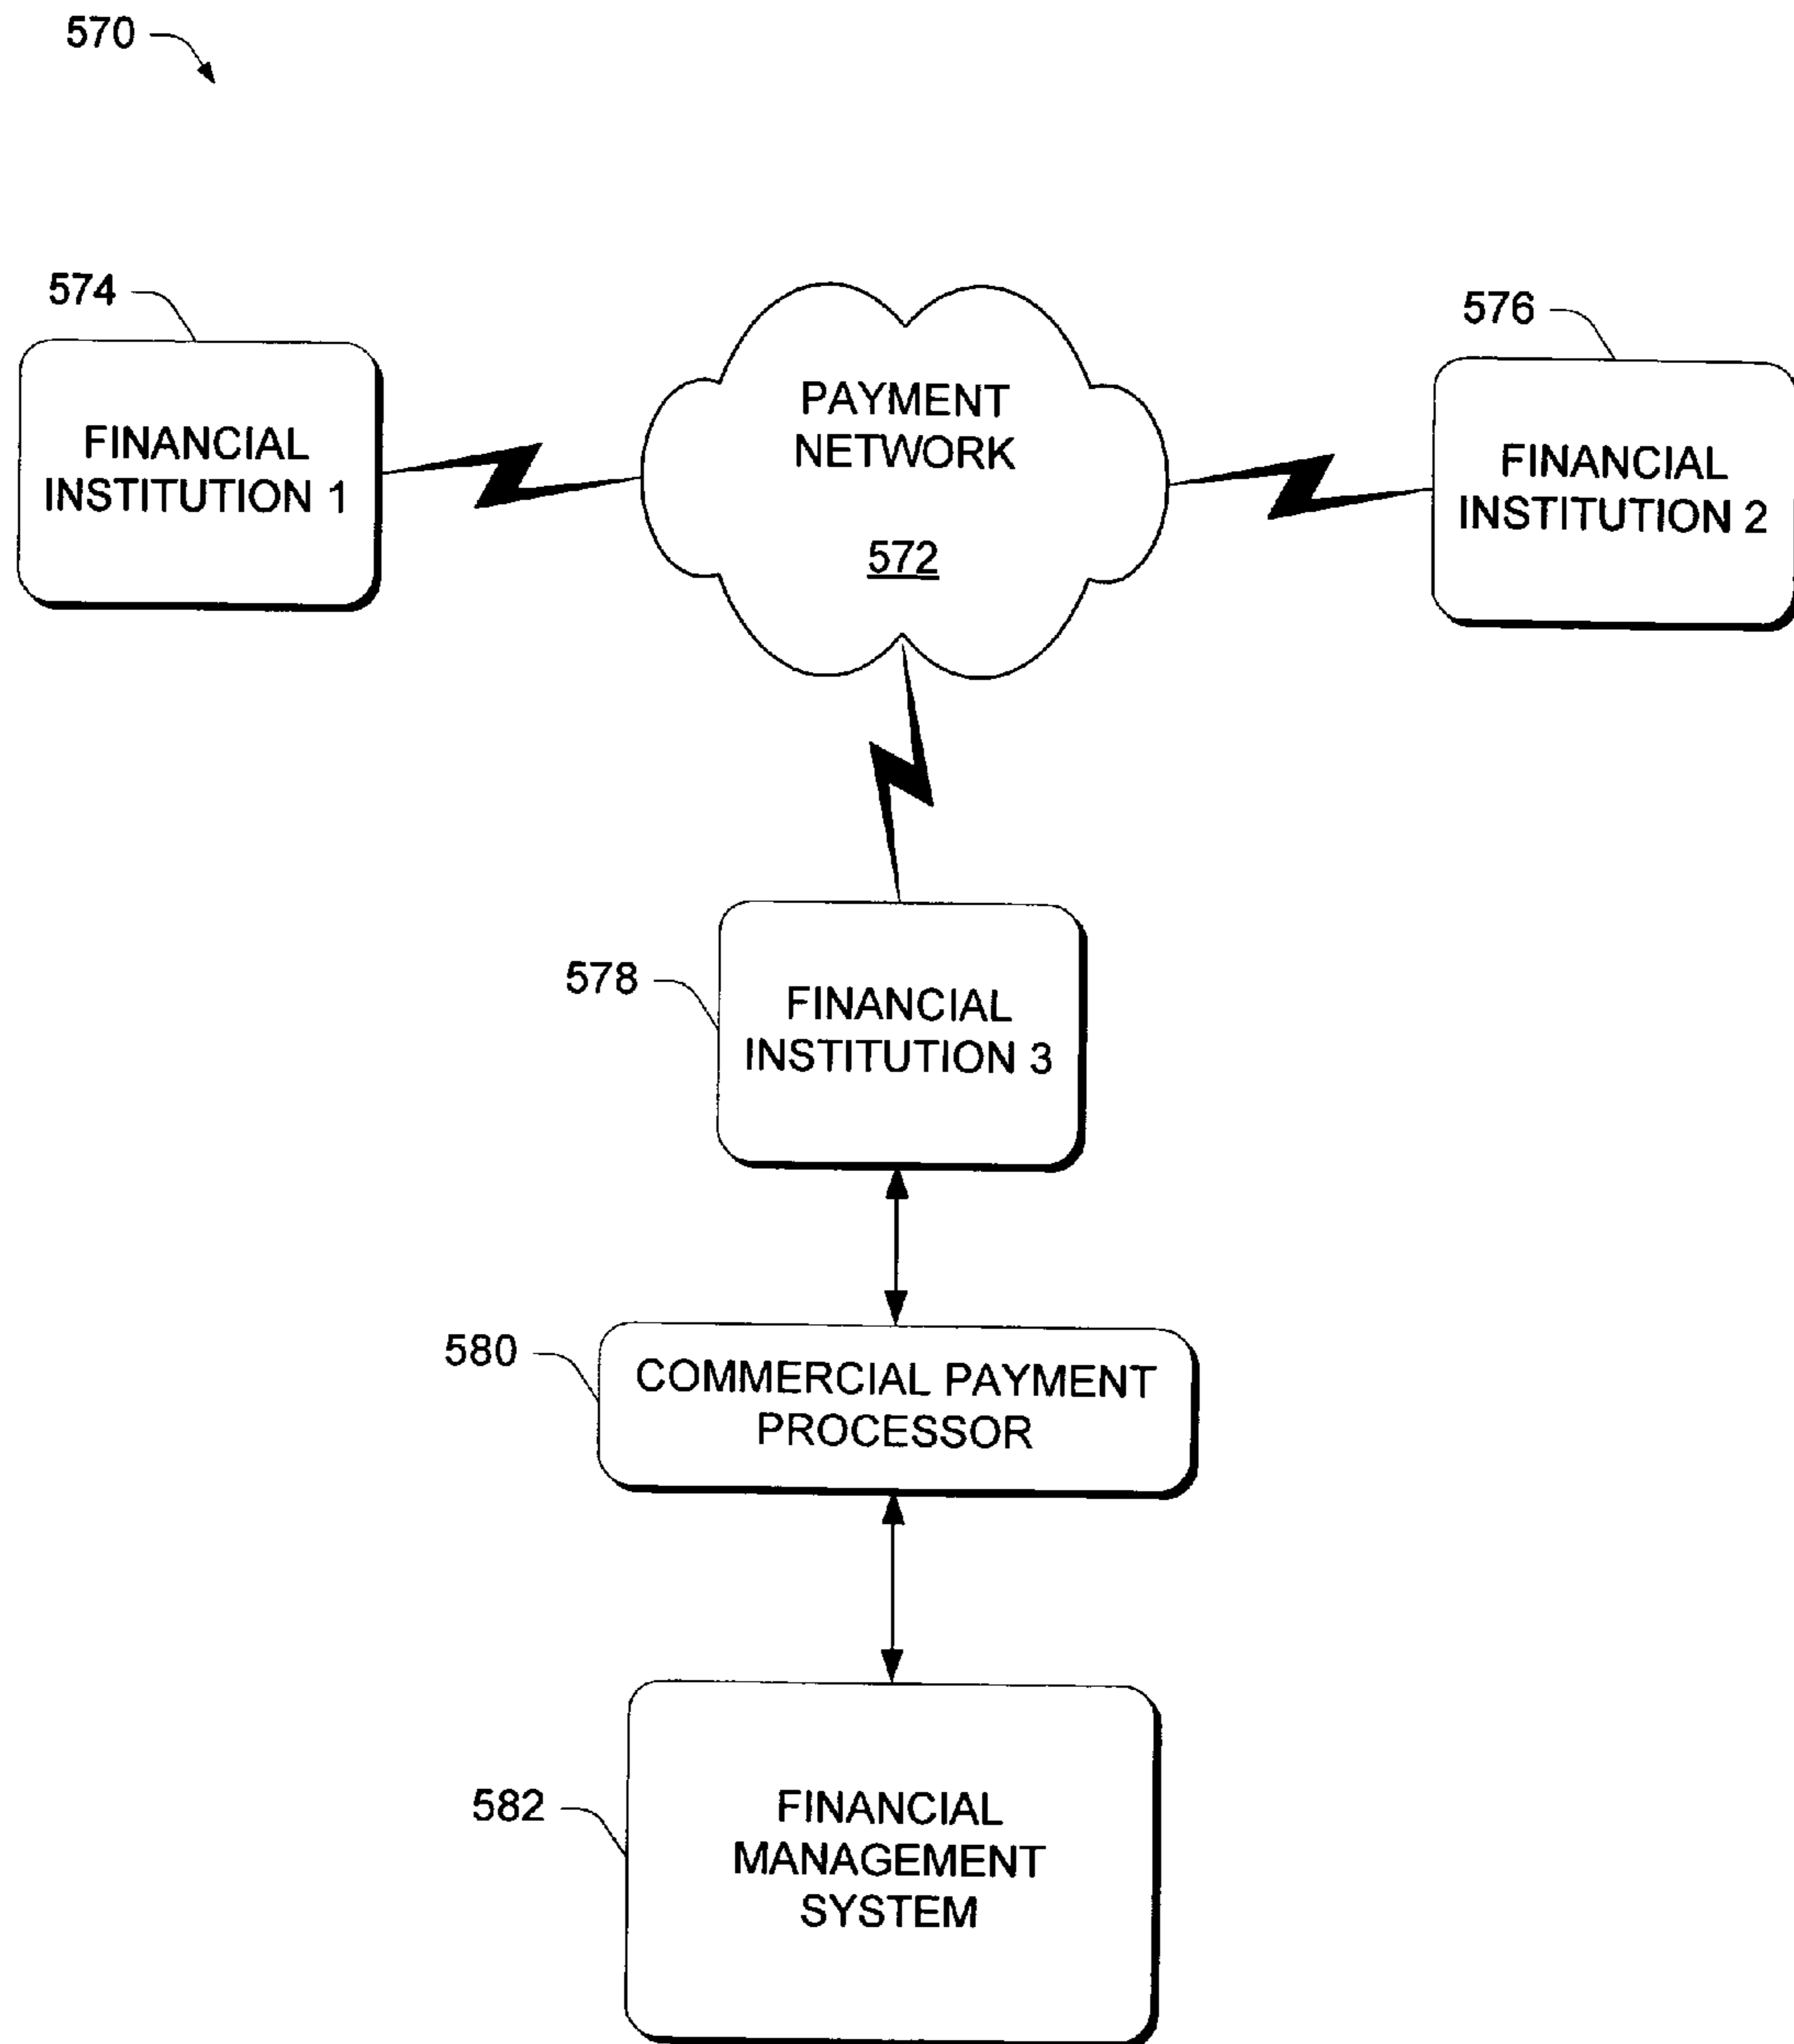 570
574
FINANCIAL
INSTITUTION 1
PAYMENT
NETWORK
572
576
FINANCIAL
INSTITUTION 2
578
FINANCIAL
INSTITUTION 3
580
COMMERCIAL PAYMENT
PROCESSOR
582
FINANCIAL
MANAGEMENT
SYSTEM